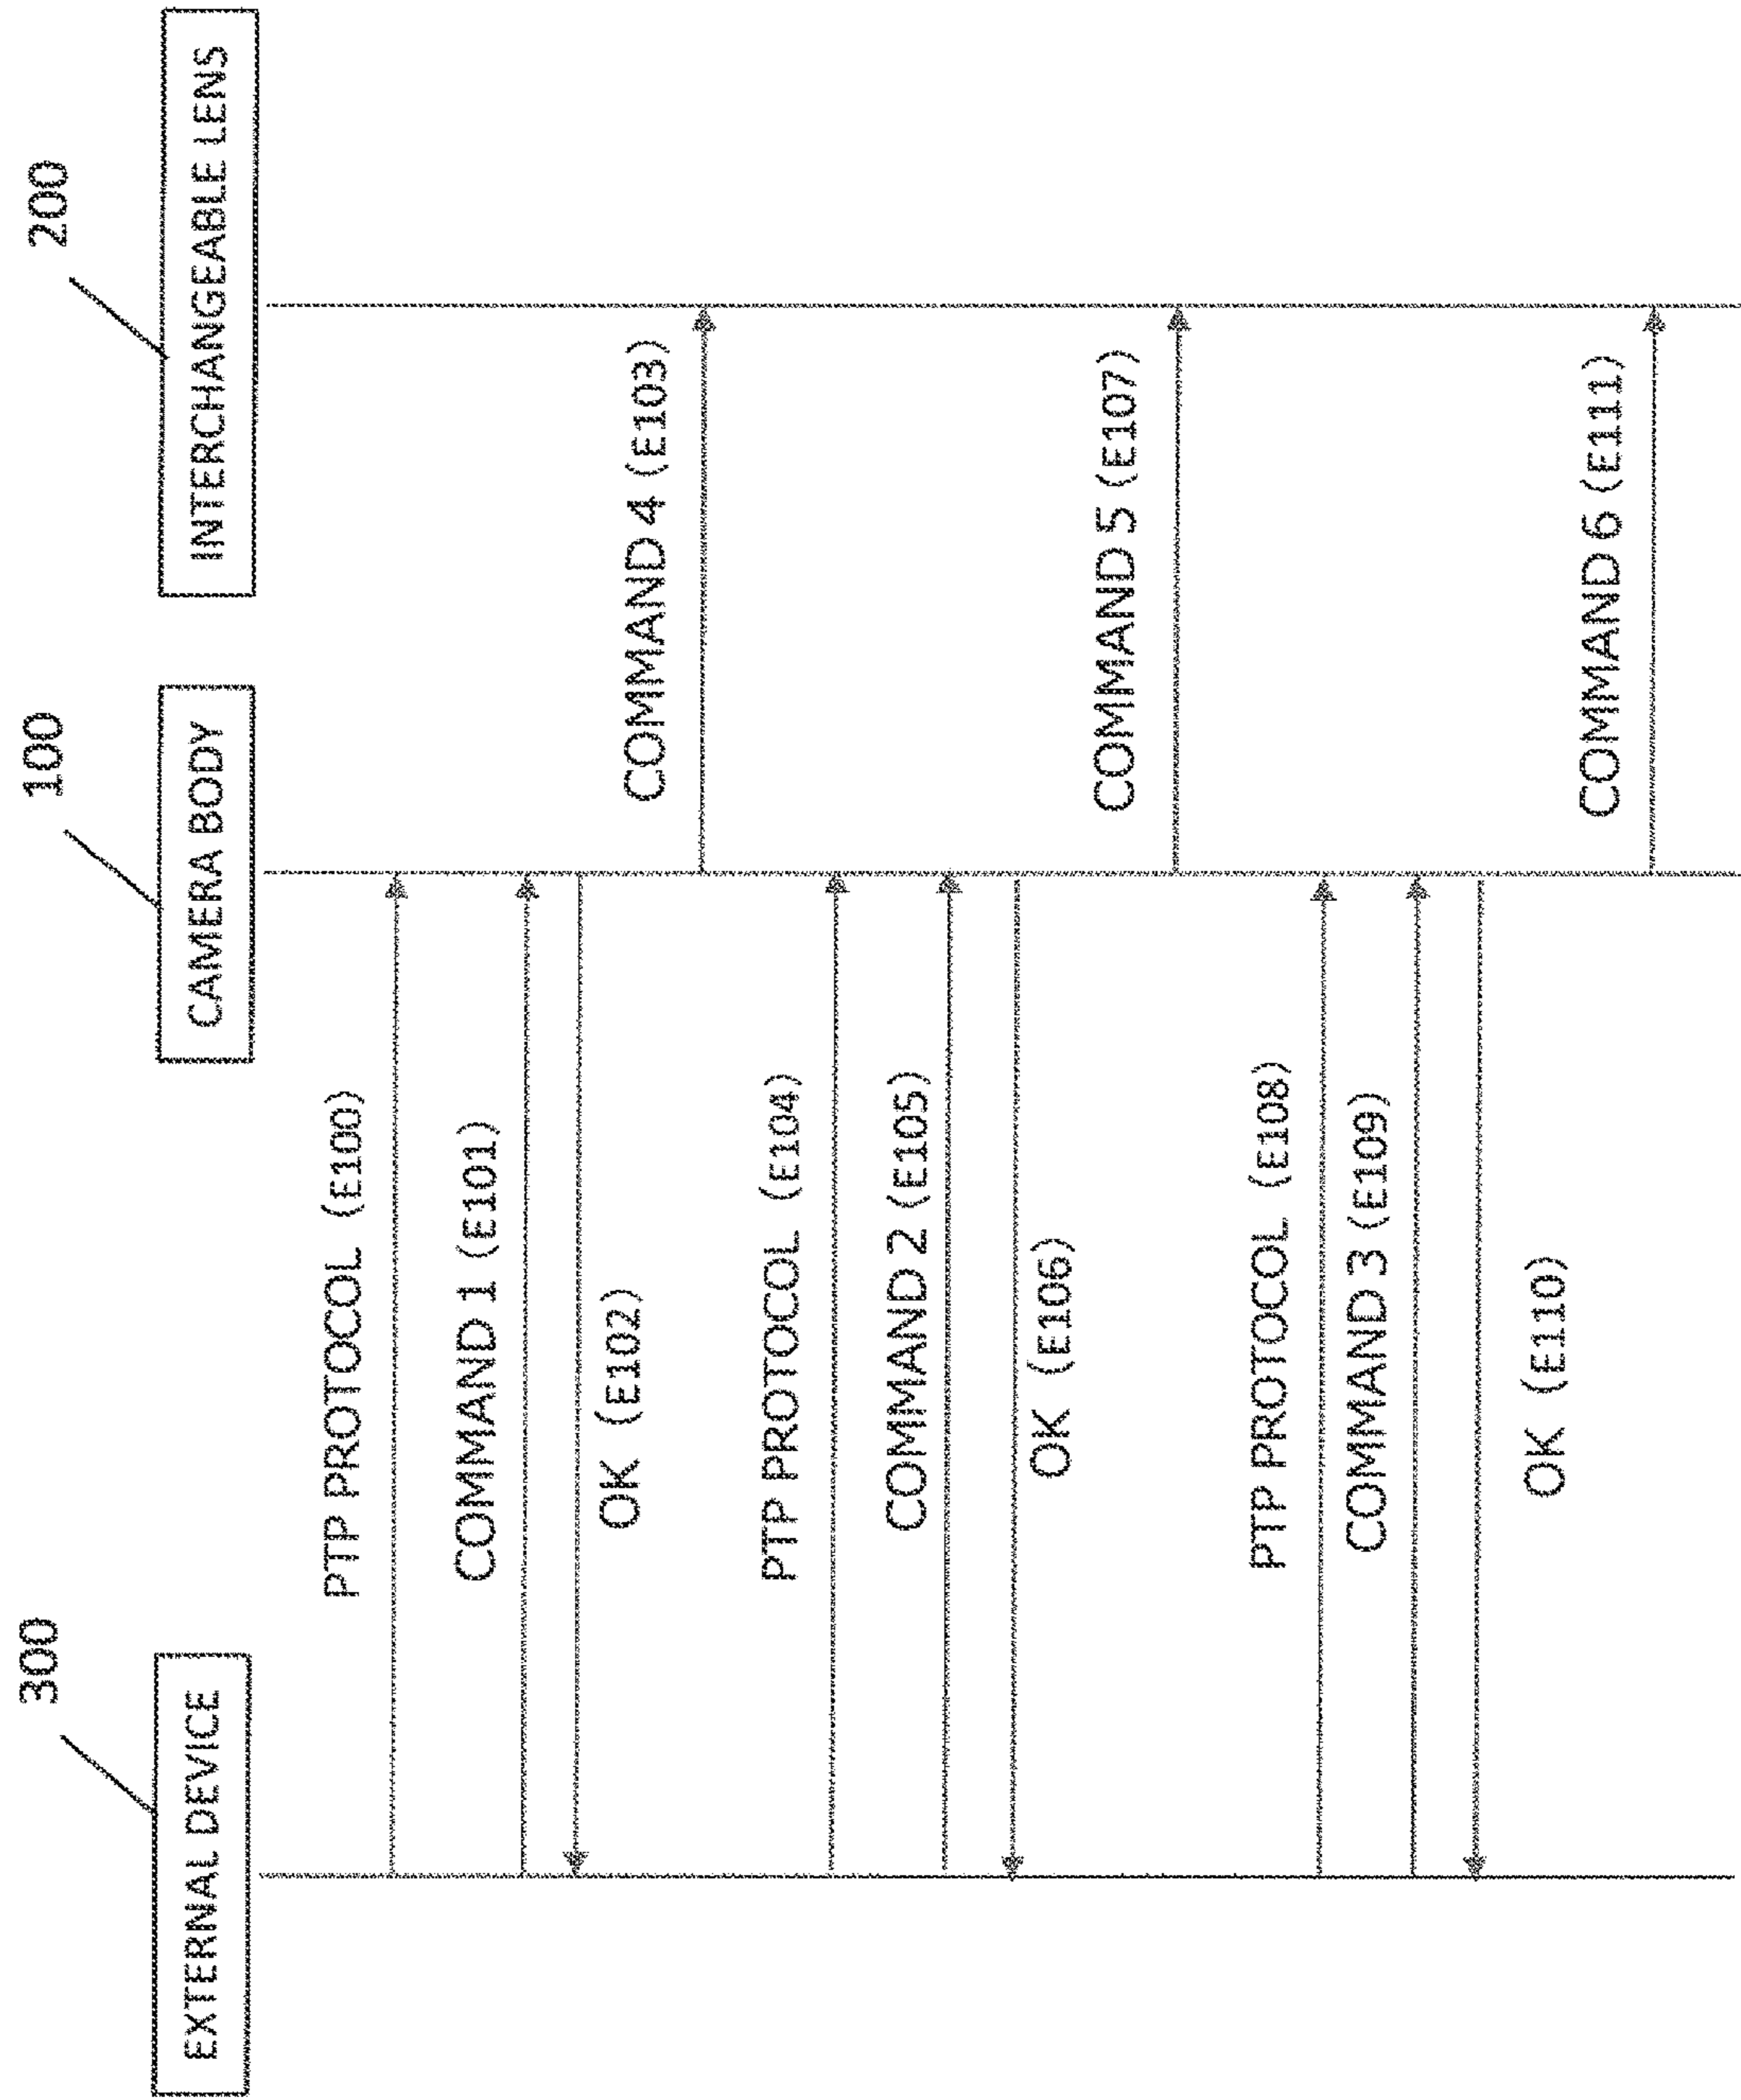 300
100
200
EXTERNAL DEVICE
CAMERA BODY
INTERCHANGEABLE LENS
PTP PROTOCOL (E100)
COMMAND 1 (E101)
OK (E102)
COMMAND 4 (E103)
PTP PROTOCOL (E104)
COMMAND 2 (E105)
OK (E106)
COMMAND 5 (E107)
PTP PROTOCOL (E108)
COMMAND 3 (E109)
OK (E110)
COMMAND 6 (E111)